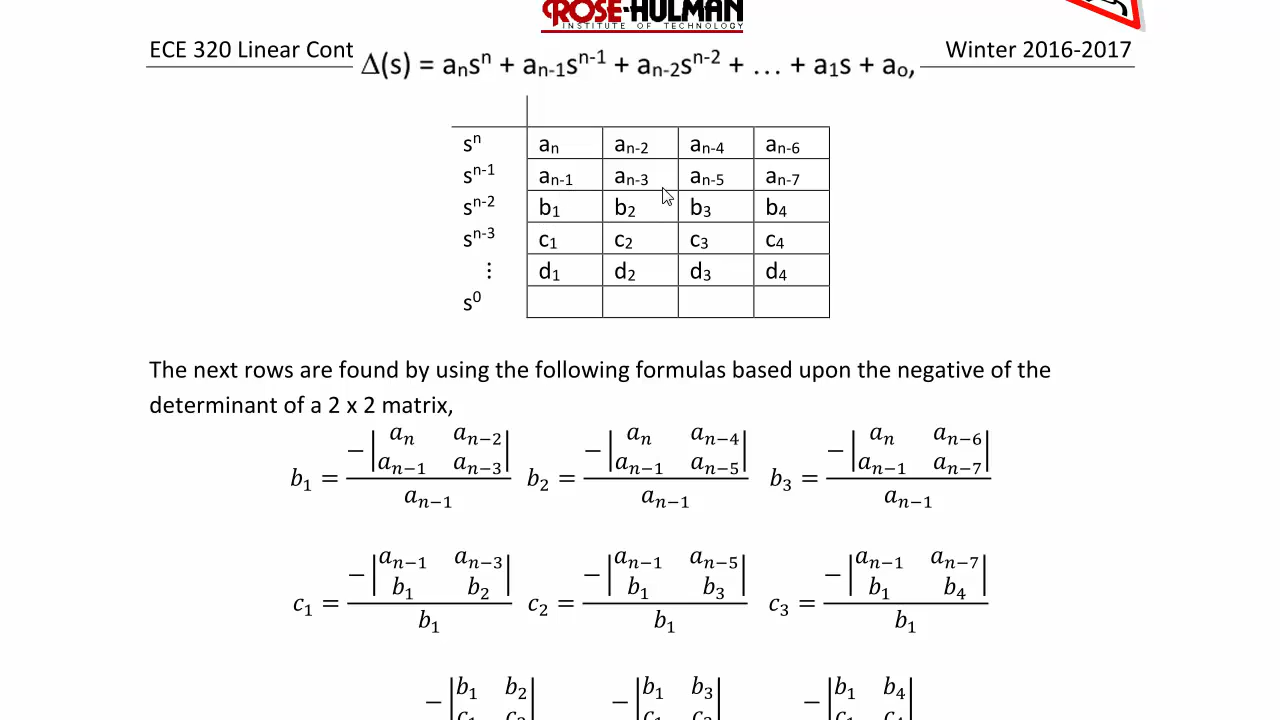 ROSE-HULMAN
INSTITUTE OF TECHNOLOGY
ECE 320 Linear Cont
Winter 2016-2017
Δ(s) = aₙsⁿ + aₙ₋₁sⁿ⁻¹ + aₙ₋₂sⁿ⁻² + … + a₁s + aₒ,
sⁿ aₙ aₙ₋₂ aₙ₋₄ aₙ₋₆
sⁿ⁻¹ aₙ₋₁ aₙ₋₃ aₙ₋₅ aₙ₋₇
sⁿ⁻² b₁ b₂ b₃ b₄
sⁿ⁻³ c₁ c₂ c₃ c₄
⋮ d₁ d₂ d₃ d₄
s⁰
The next rows are found by using the following formulas based upon the negative of the
determinant of a 2 x 2 matrix,
−|aₙ aₙ₋₂| −|aₙ aₙ₋₄| −|aₙ aₙ₋₆|
|aₙ₋₁ aₙ₋₃| |aₙ₋₁ aₙ₋₅| |aₙ₋₁ aₙ₋₇|
b₁ = b₂ = b₃ =
aₙ₋₁ aₙ₋₁ aₙ₋₁
−|aₙ₋₁ aₙ₋₃| −|aₙ₋₁ aₙ₋₅| −|aₙ₋₁ aₙ₋₇|
|b₁ b₂| |b₁ b₃| |b₁ b₄|
c₁ = c₂ = c₃ =
b₁ b₁ b₁
−|b₁ b₂| −|b₁ b₃| −|b₁ b₄|